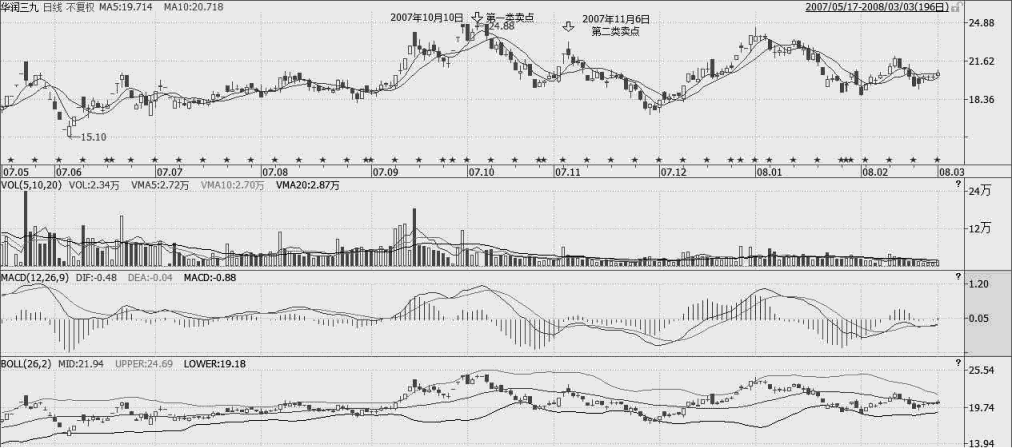 华润三九 日线 不复权 MA5:19.714 MA10:20.718 2007/05/17-2008/03/03(196日)
2007年10月10日 第一类卖点
24.88
2007年11月6日
第二类卖点
24.88
21.62
18.36
15.10
07.05 07.06 07.07 07.08 07.09 07.10 07.11 07.12 08.01 08.02 08.03
VOL(5,10,20) VOL:2.34万 VMA5:2.72万 VMA10:2.70万 VMA20:2.87万 ?
24万
12万
MACD(12,26,9) DIF:-0.48 DEA:-0.04 MACD:-0.88 ?
1.20
0.05
BOLL(26,2) MID:21.94 UPPER:24.69 LOWER:19.18 ?
25.54
19.74
13.94